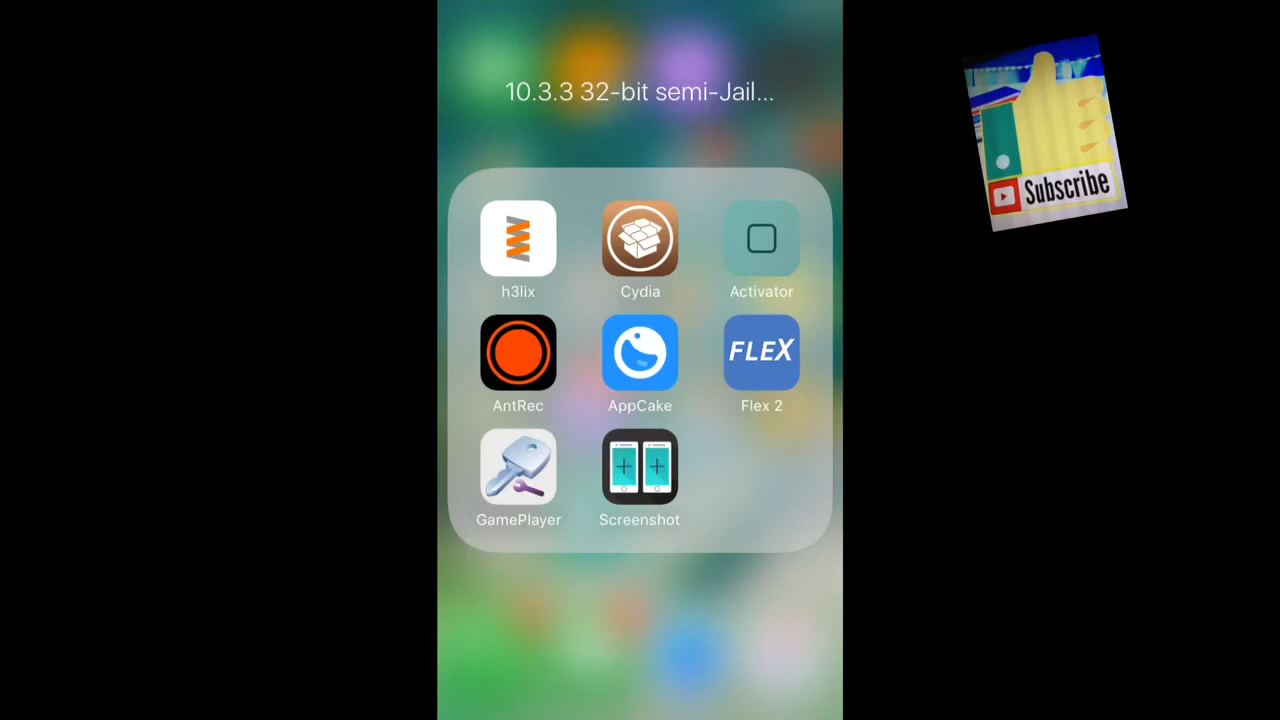 10.3.3 32-bit semi-Jail...
h3lix
Cydia
Activator
AntRec
AppCake
FLEX
Flex 2
GamePlayer
Screenshot
Subscribe